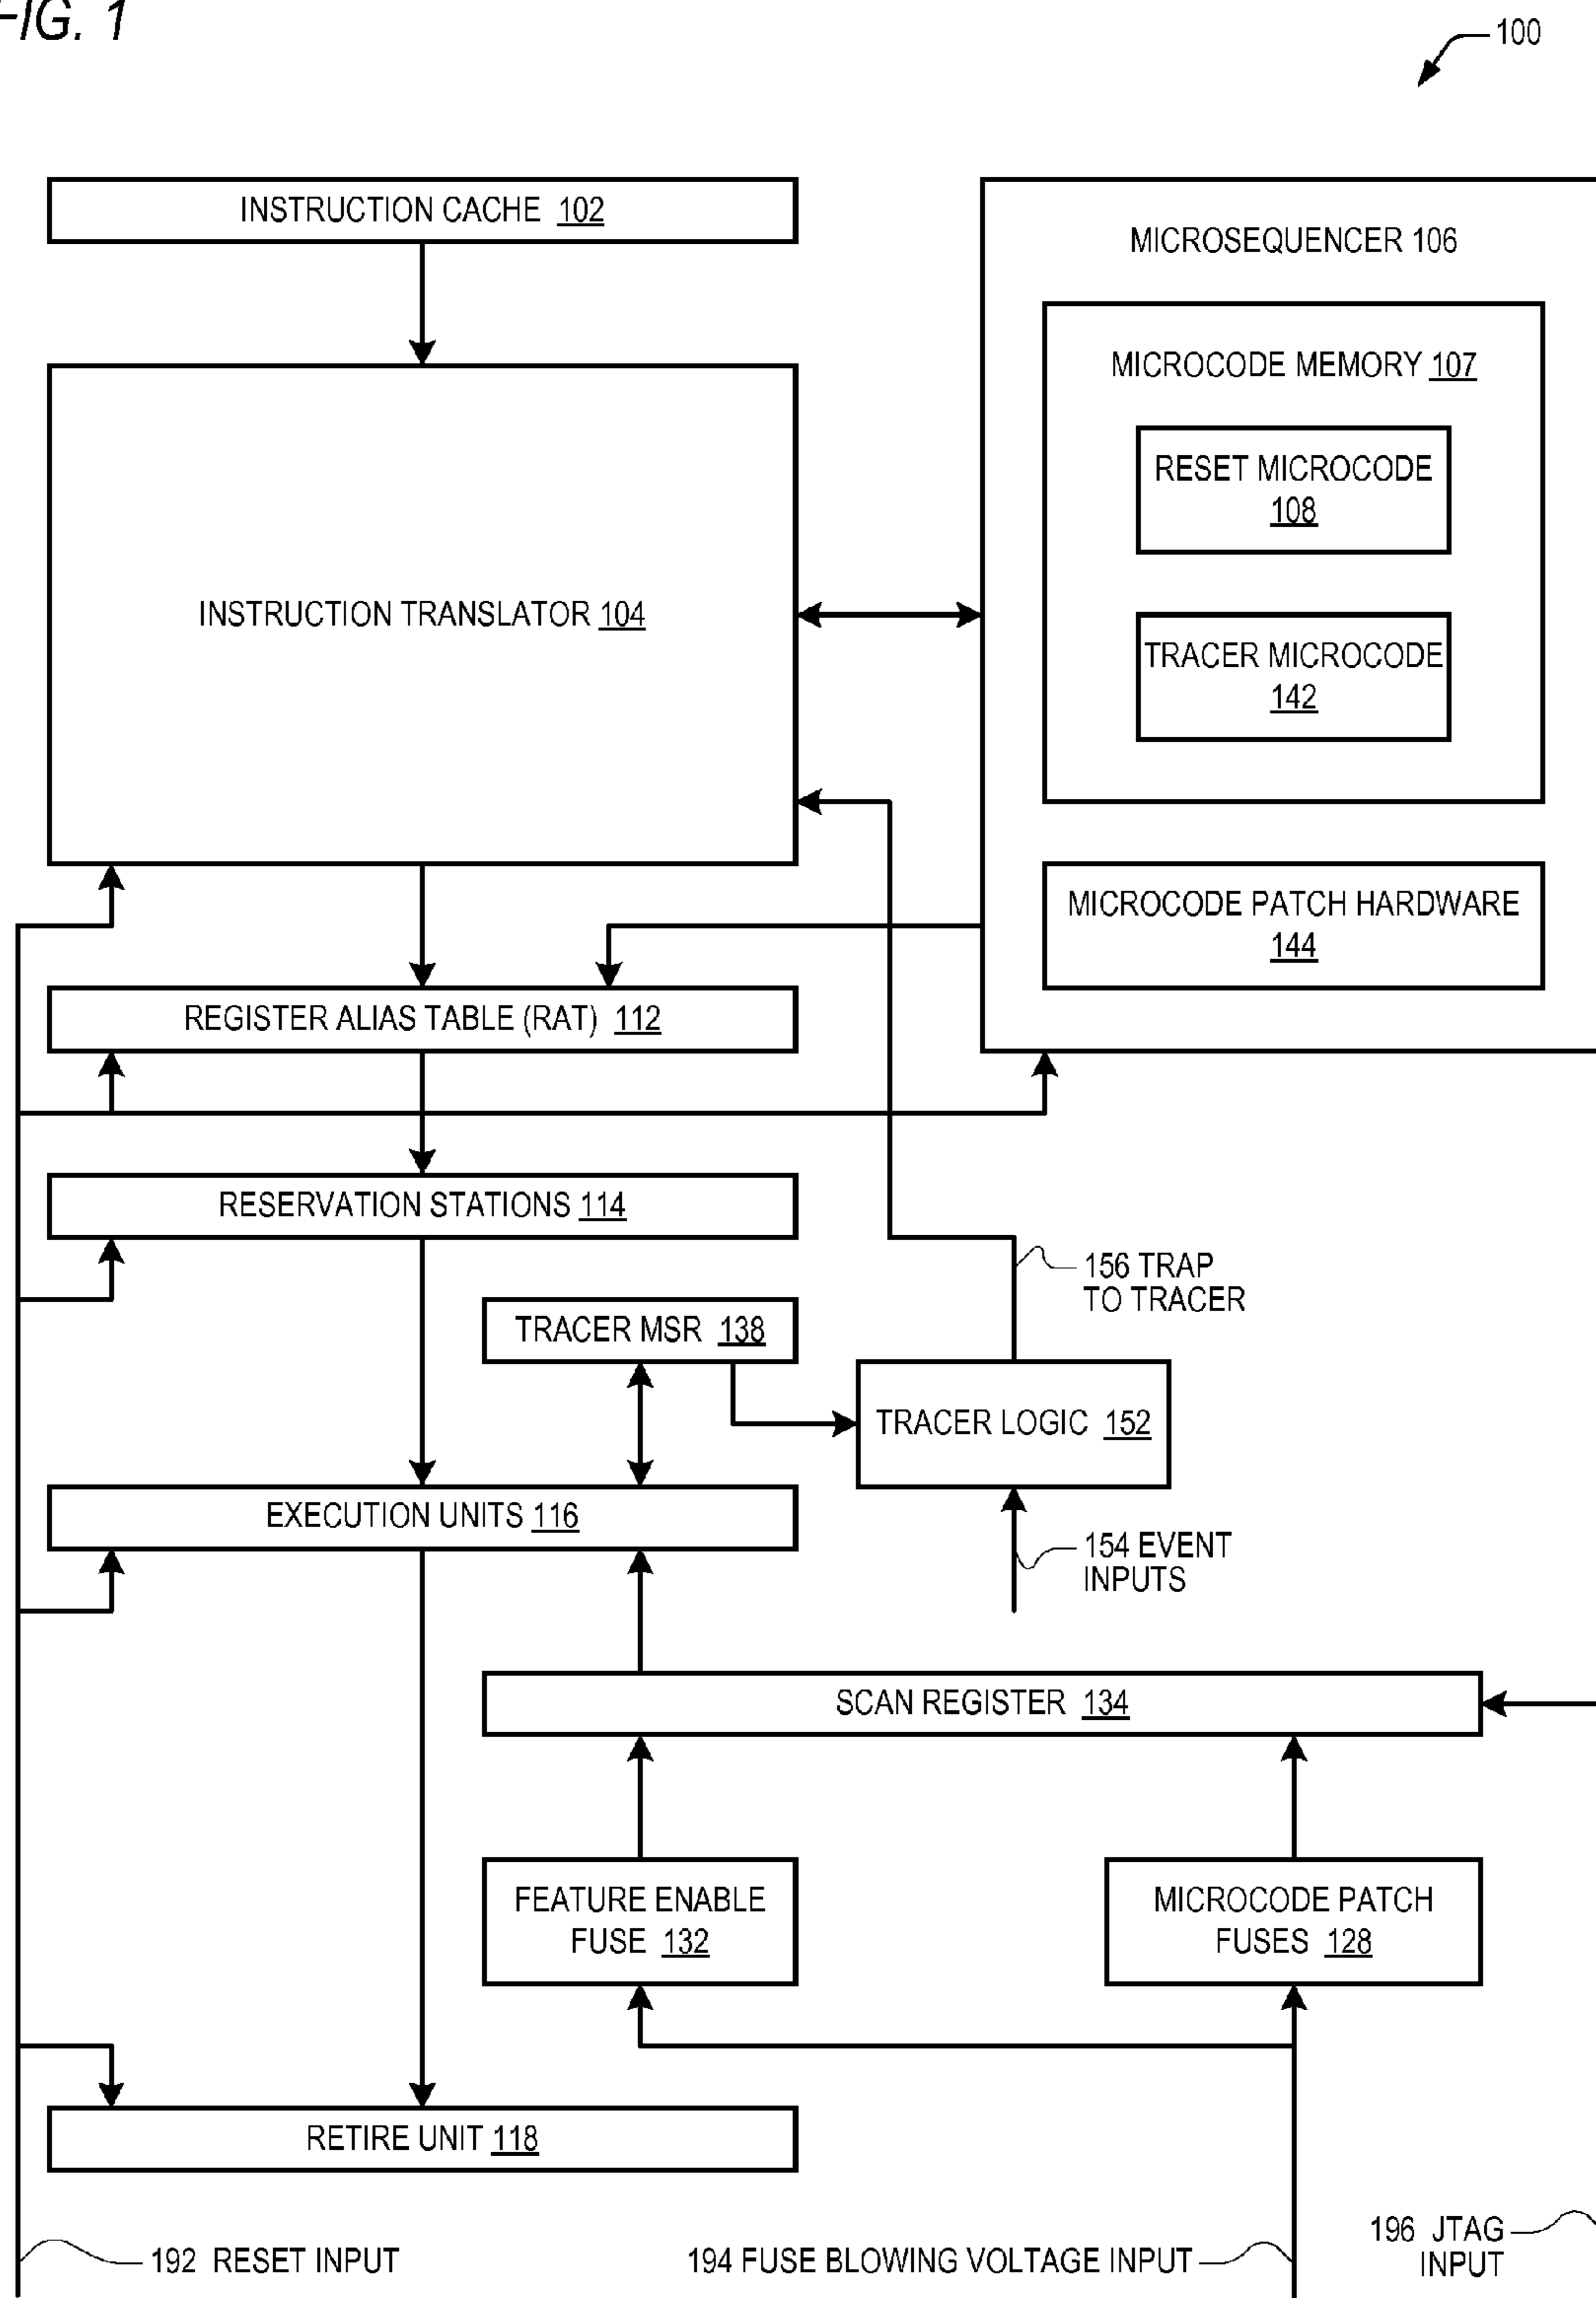 FIG. 1
100
INSTRUCTION CACHE 102
MICROSEQUENCER 106
MICROCODE MEMORY 107
RESET MICROCODE
108
INSTRUCTION TRANSLATOR 104
TRACER MICROCODE
142
MICROCODE PATCH HARDWARE
144
REGISTER ALIAS TABLE (RAT) 112
RESERVATION STATIONS 114
156 TRAP
TO TRACER
TRACER MSR 138
TRACER LOGIC 152
EXECUTION UNITS 116
154 EVENT
INPUTS
SCAN REGISTER 134
FEATURE ENABLE
FUSE 132
MICROCODE PATCH
FUSES 128
RETIRE UNIT 118
192 RESET INPUT
194 FUSE BLOWING VOLTAGE INPUT
196 JTAG
INPUT